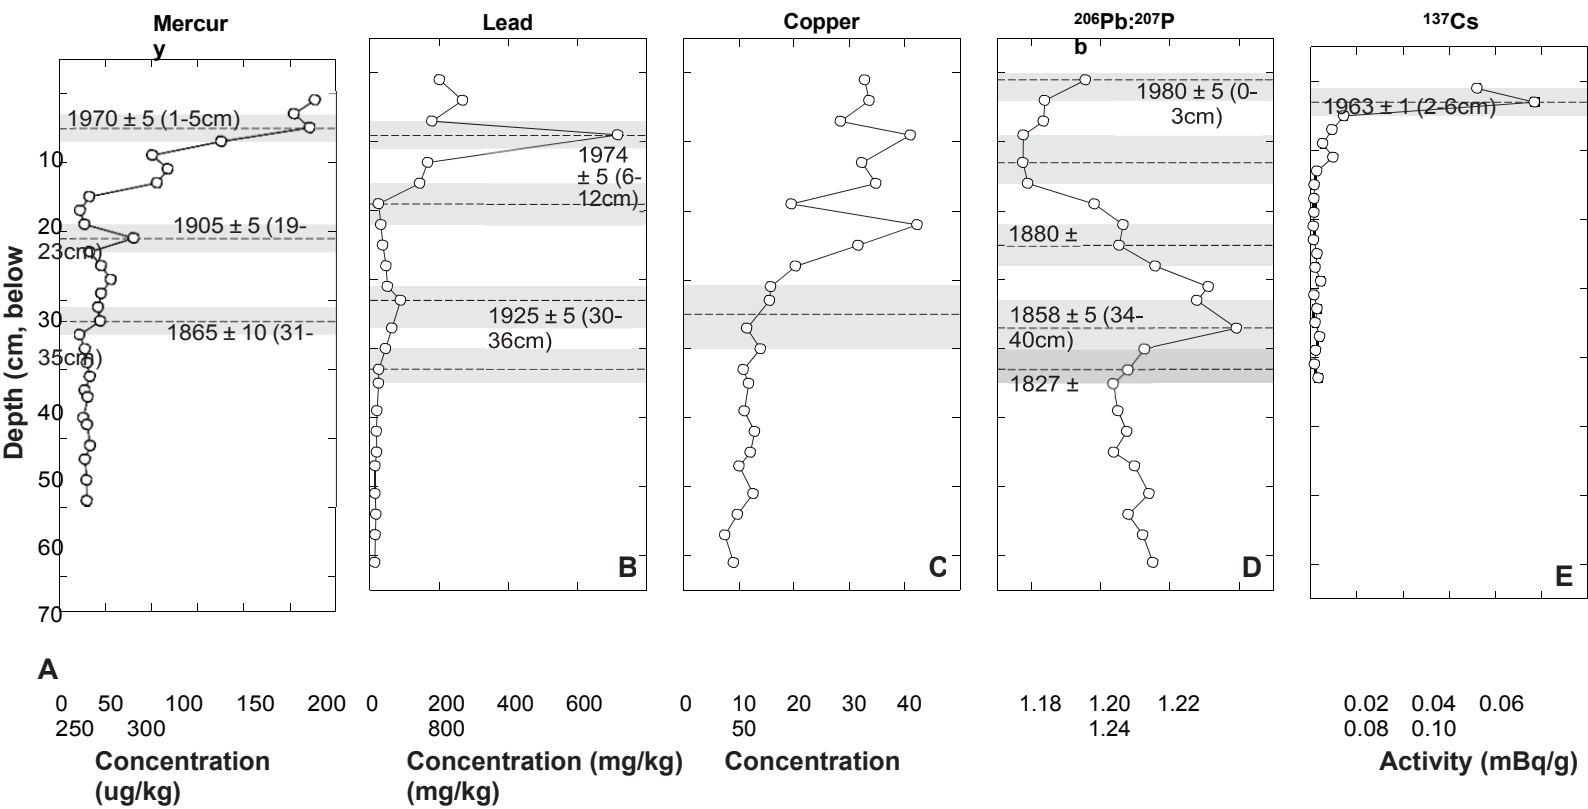 Mercur
y
Lead
Copper
206Pb:207P
b
137Cs
Depth (cm, below
10
20
30
40
50
60
70
1970 ± 5 (1-5cm)
1905 ± 5 (19-
23cm)
1865 ± 10 (31-
35cm)
A
1974
± 5 (6-
12cm)
1925 ± 5 (30-
36cm)
B
C
1980 ± 5 (0-
3cm)
1880 ±
1858 ± 5 (34-
40cm)
1827 ±
D
1963 ± 1 (2-6cm)
E
0 50 100 150 200
250 300
Concentration
(ug/kg)
0 200 400 600
800
Concentration (mg/kg)
(mg/kg)
0 10 20 30 40
50
Concentration
1.18 1.20 1.22
1.24
0.02 0.04 0.06
0.08 0.10
Activity (mBq/g)